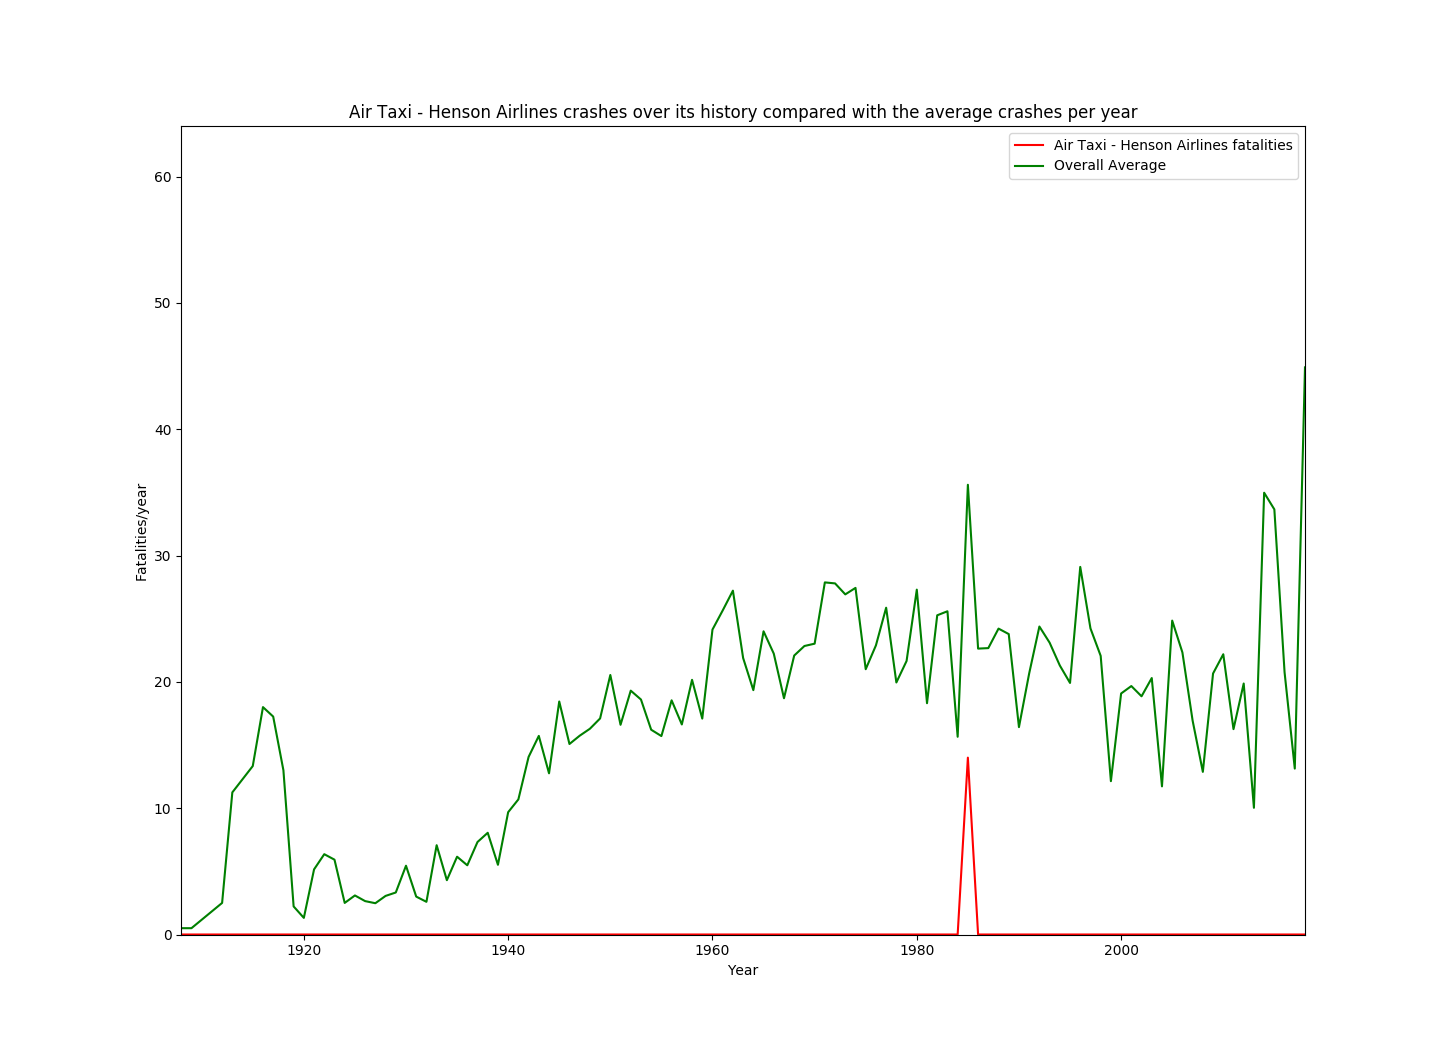 Air Taxi - Henson Airlines crashes over its history compared with the average crashes per year
Air Taxi - Henson Airlines fatalities
Overall Average
60
50
40
30
20
10
0
Fatalities/year
1920 1940 1960 1980 2000
Year